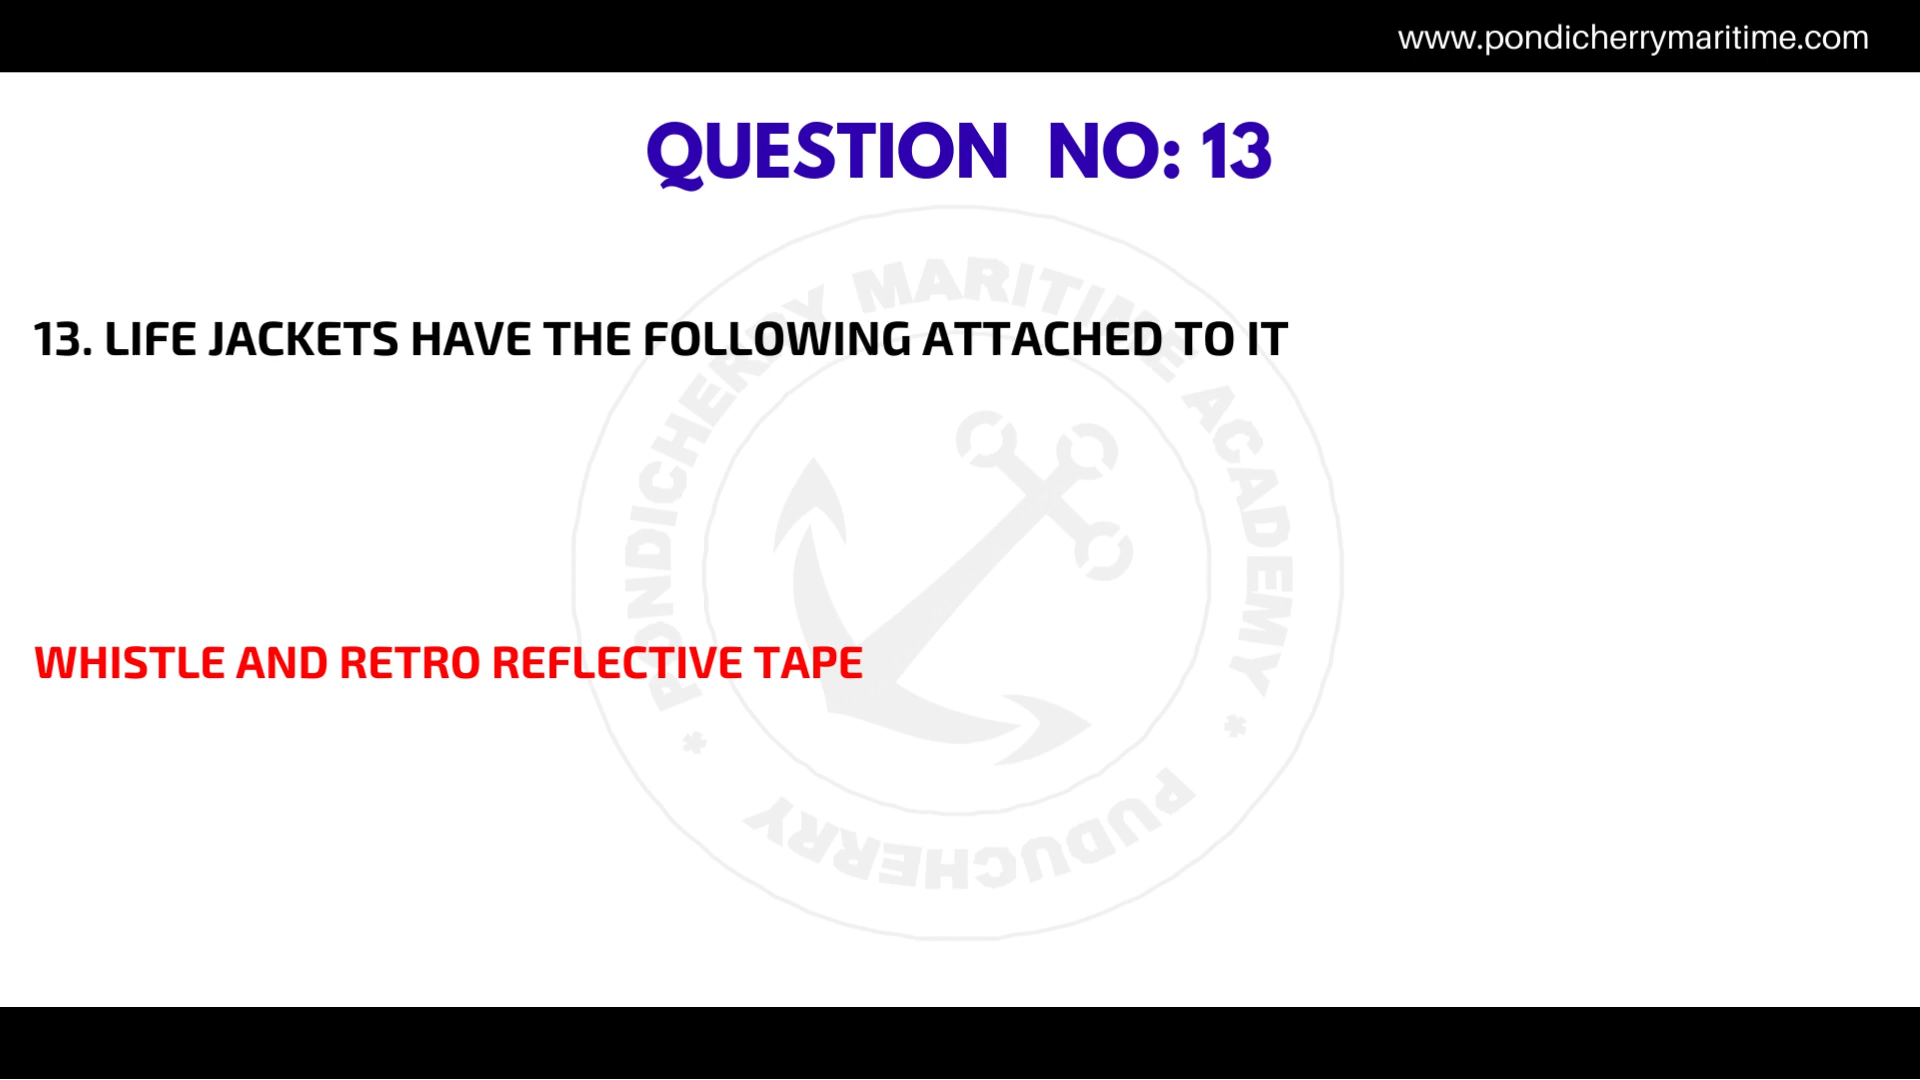 www.pondicherrymaritime.com
QUESTION NO: 13
13. LIFE JACKETS HAVE THE FOLLOWING ATTACHED TO IT
WHISTLE AND RETRO REFLECTIVE TAPE
* PONDICHERRY MARITIME ACADEMY *
PUDUCHERRY